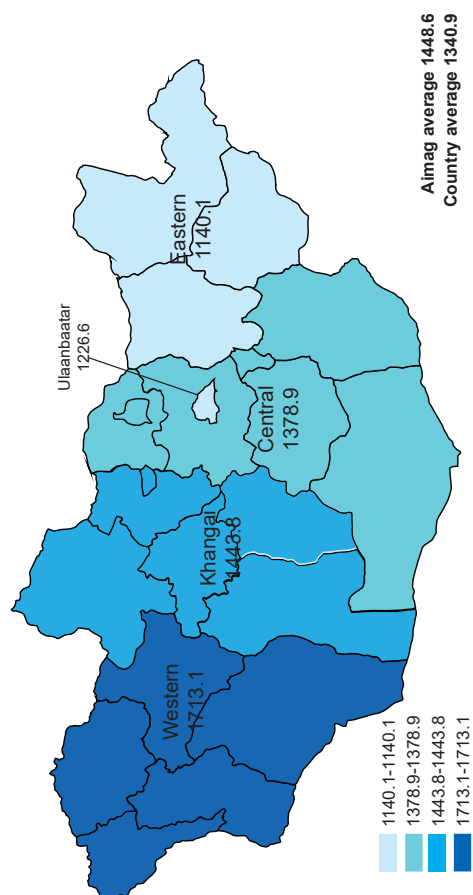 Ulaanbaatar
1226.6
Eastern
1140.1
Central
1378.9
Khangai
1443.8
Western
1713.1
1140.1-1140.1
1378.9-1378.9
1443.8-1443.8
1713.1-1713.1
Aimag average 1448.6
Country average 1340.9